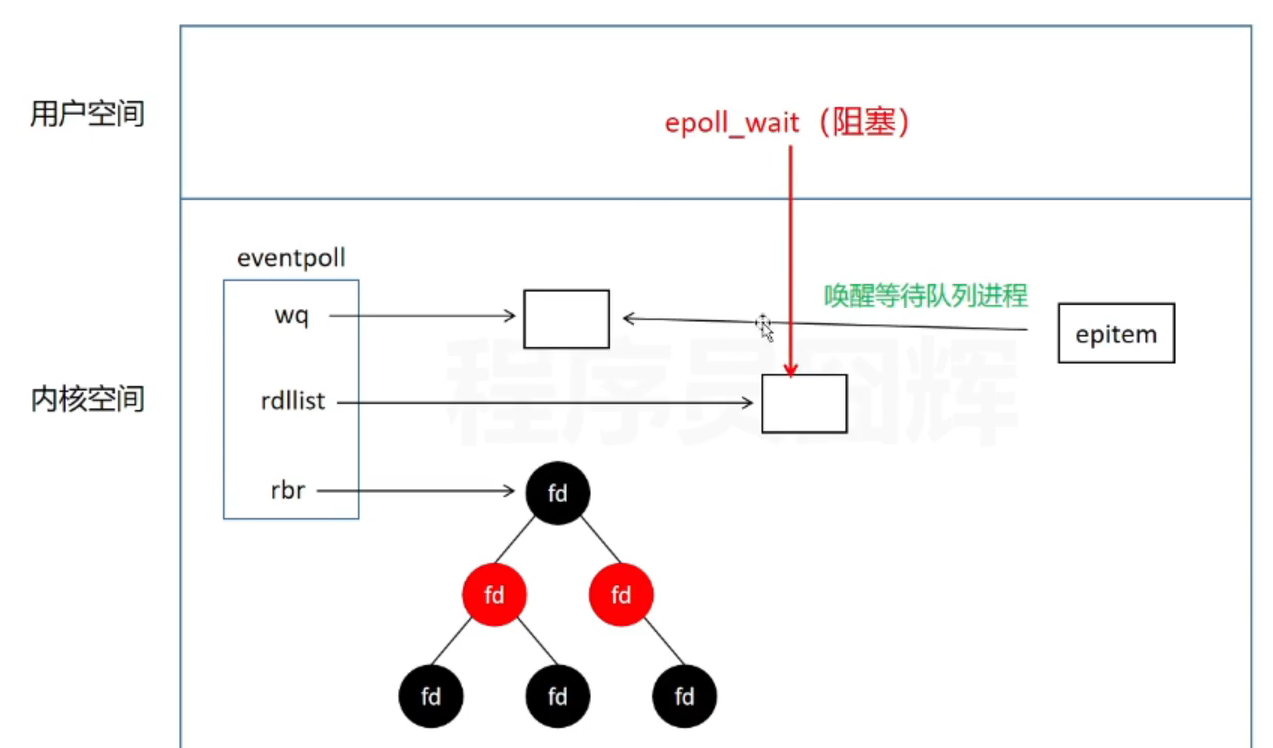 用户空间
epoll_wait（阻塞）
eventpoll
wq
唤醒等待队列进程
epitem
内核空间
rdllist
程序员囧辉
rbr
fd
fd
fd
fd
fd
fd